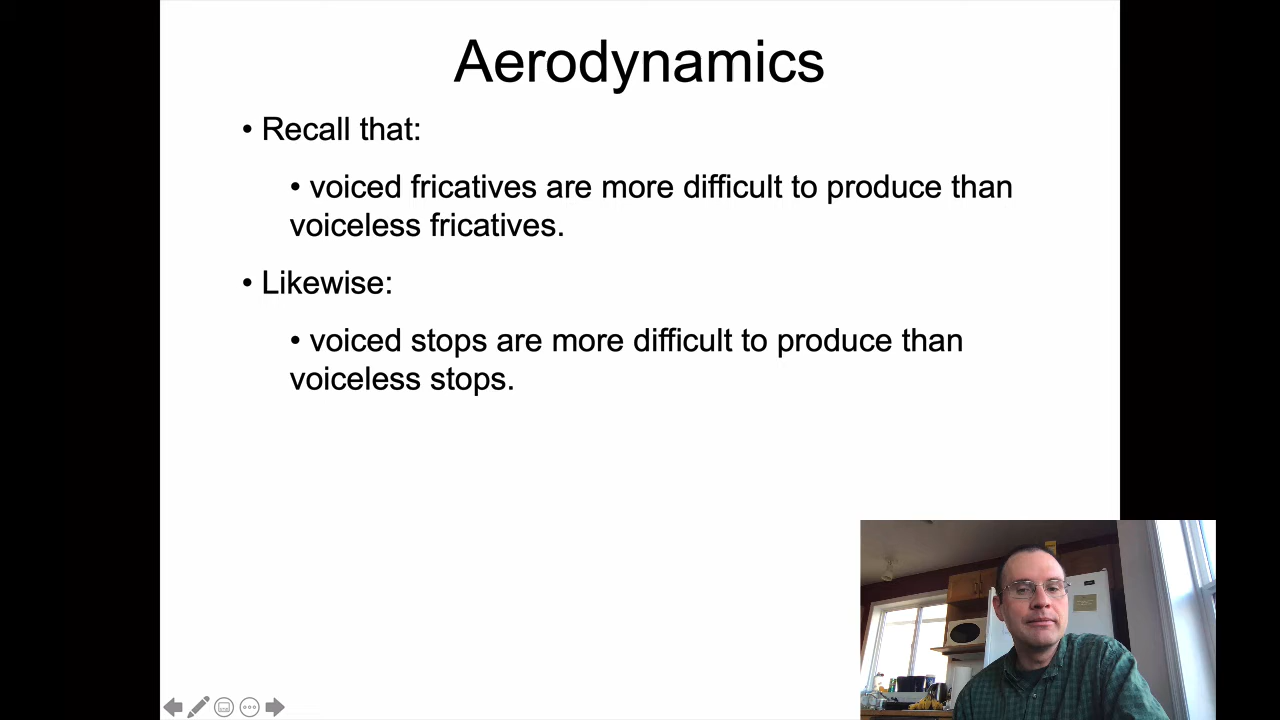 Aerodynamics
• Recall that:
• voiced fricatives are more difficult to produce than
voiceless fricatives.
• Likewise:
• voiced stops are more difficult to produce than
voiceless stops.